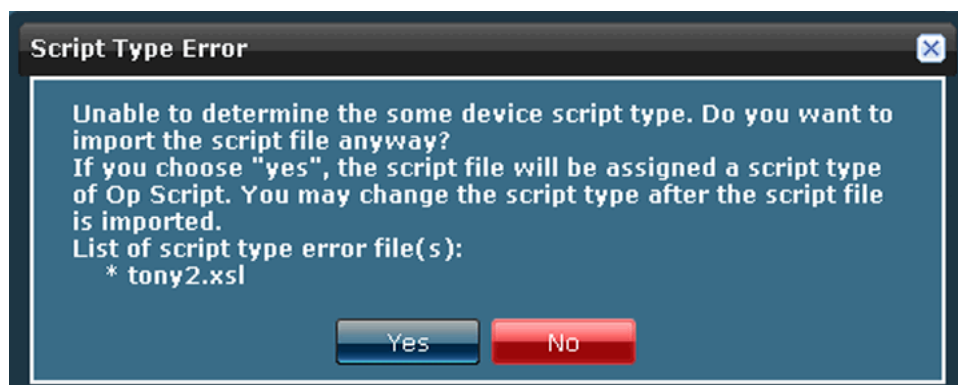 Script Type Error
Unable to determine the some device script type. Do you want to
import the script file anyway?
If you choose "yes", the script file will be assigned a script type
of Op Script. You may change the script type after the script file
is imported.
List of script type error file(s):
* tony2.xsl
Yes No